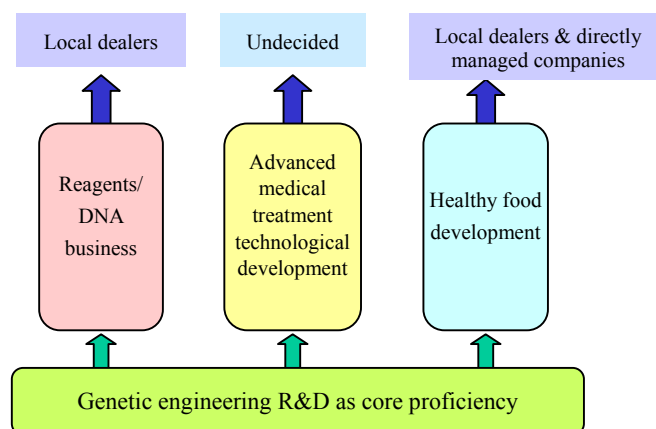 Local dealers
Undecided
Local dealers & directly
managed companies
Reagents/
DNA
business
Advanced
medical
treatment
technological
development
Healthy food
development
Genetic engineering R&D as core proficiency